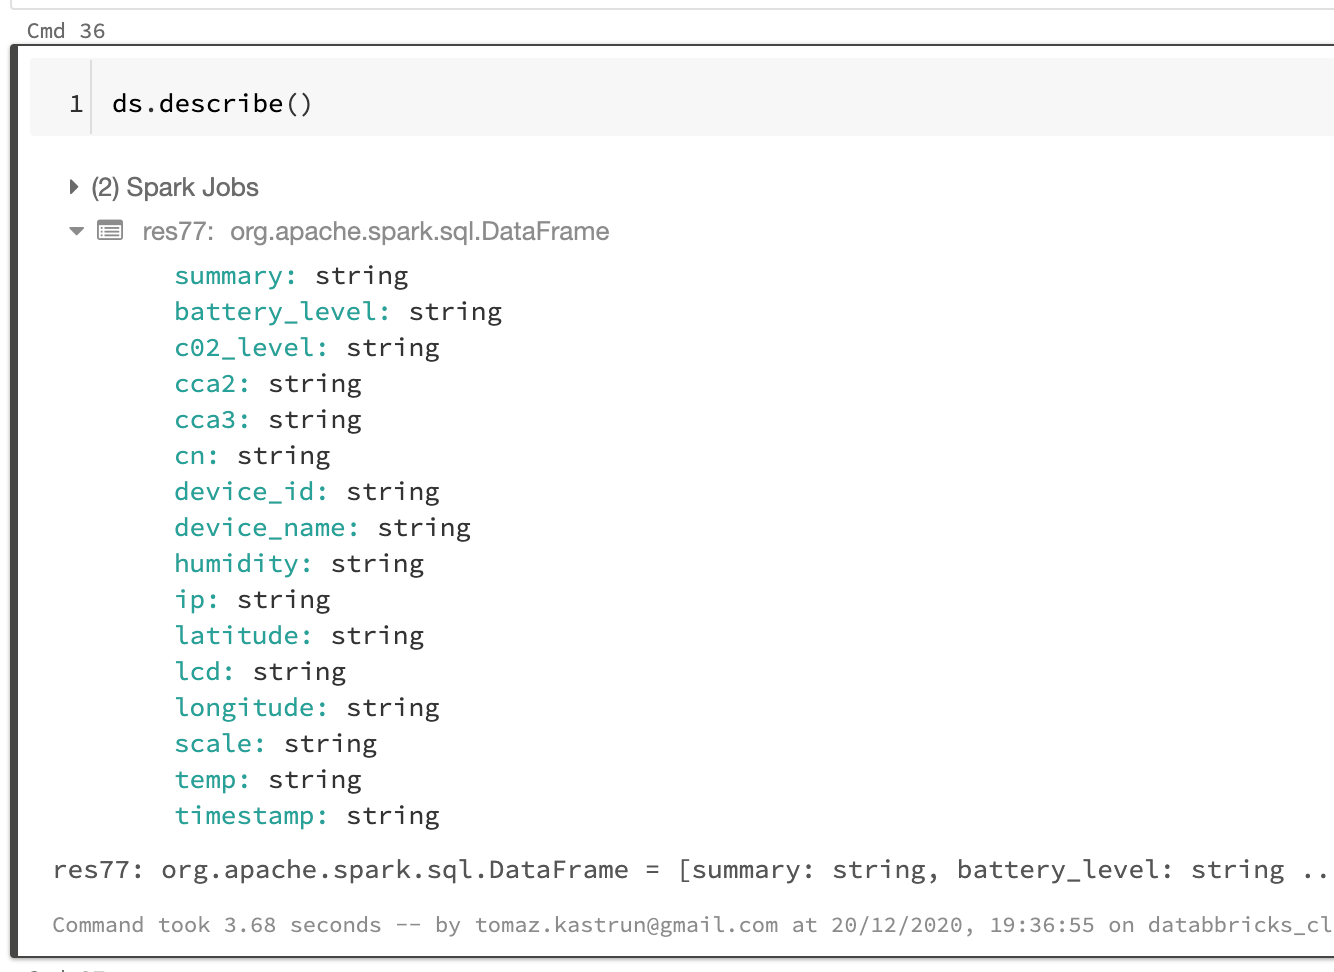 Cmd 36
1 ds.describe()
(2) Spark Jobs
res77: org.apache.spark.sql.DataFrame
summary: string
battery_level: string
c02_level: string
cca2: string
cca3: string
cn: string
device_id: string
device_name: string
humidity: string
ip: string
latitude: string
lcd: string
longitude: string
scale: string
temp: string
timestamp: string
res77: org.apache.spark.sql.DataFrame = [summary: string, battery_level: string ..
Command took 3.68 seconds -- by tomaz.kastrun@gmail.com at 20/12/2020, 19:36:55 on databbricks_cl